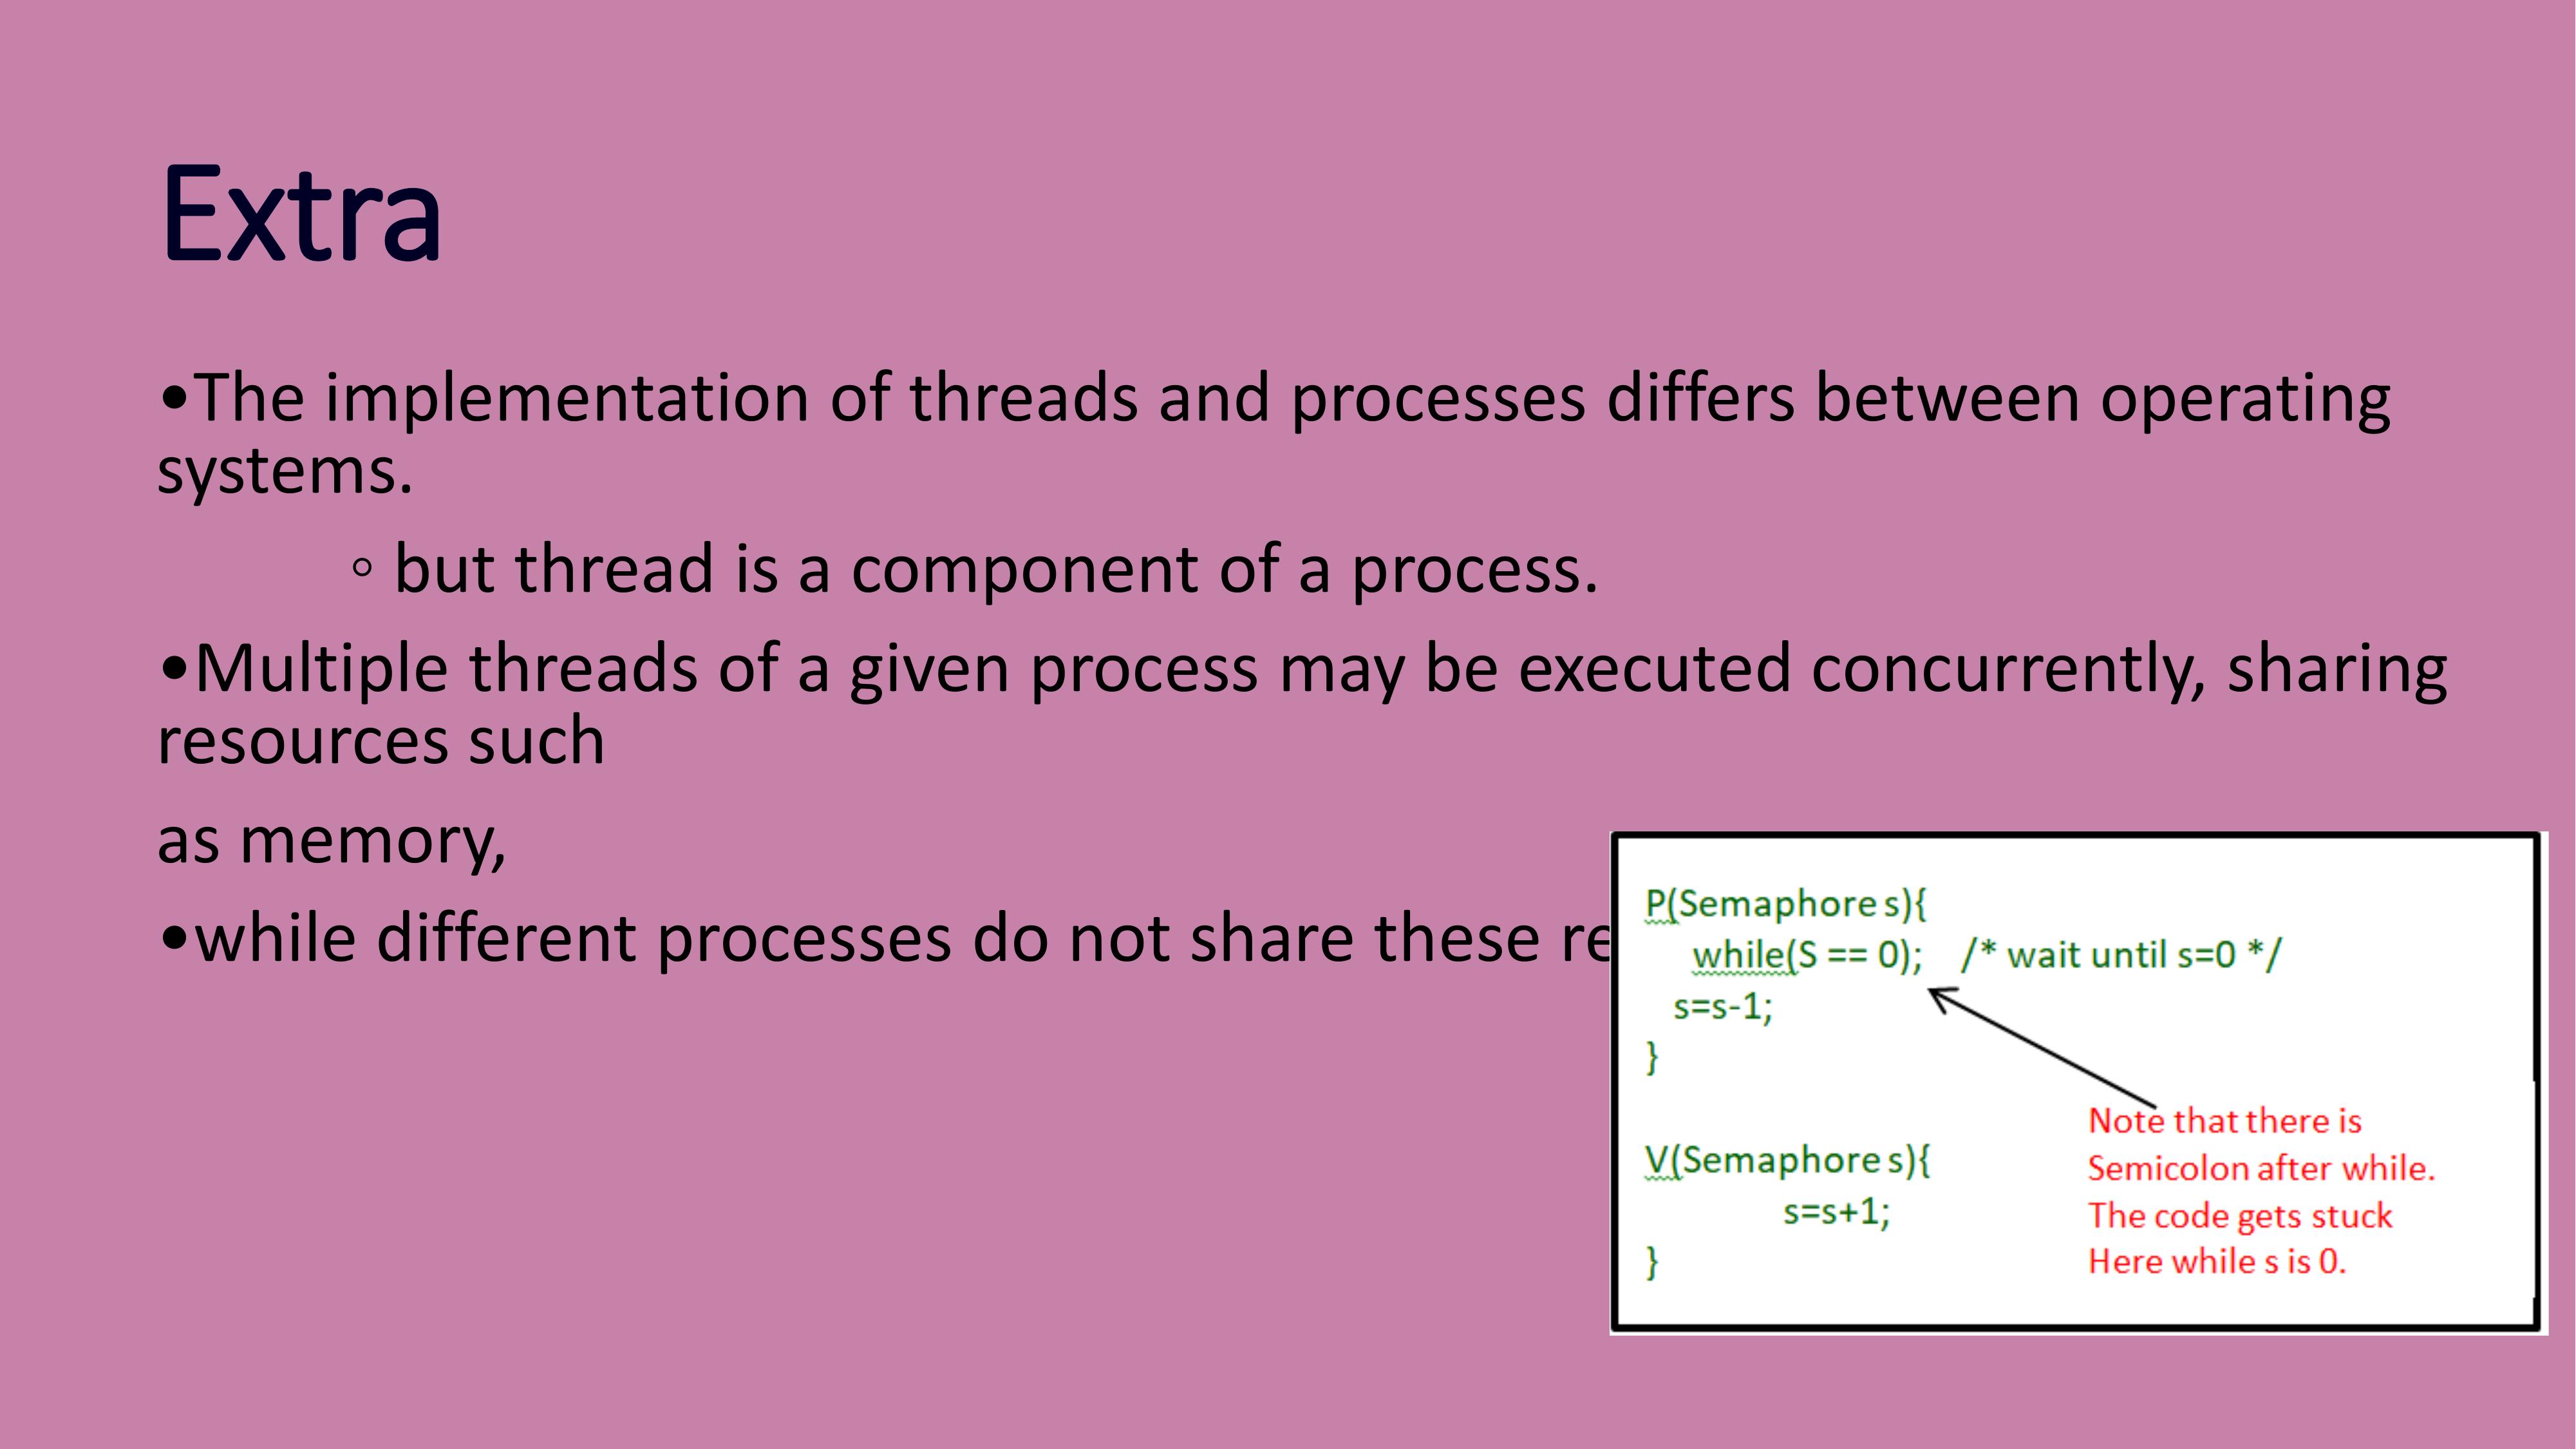 Extra
•The implementation of threads and processes differs between operating
systems.
◦ but thread is a component of a process.
•Multiple threads of a given process may be executed concurrently, sharing
resources such
as memory,
•while different processes do not share these
P(Semaphore s){
while(S == 0); /* wait until s=0 */
s=s-1;
}
V(Semaphore s){
s=s+1;
}
Note that there is
Semicolon after while.
The code gets stuck
Here while s is 0.